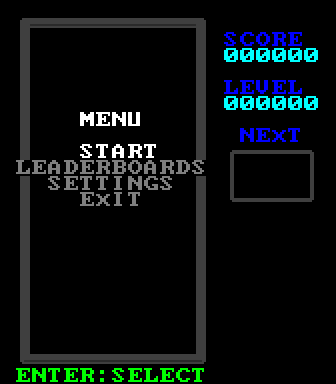 SCORE
000000
LEVEL
000000
NExT
MENU
START
LEADERBOARDS
SETTINGS
ExIT
ENTER:SELECT